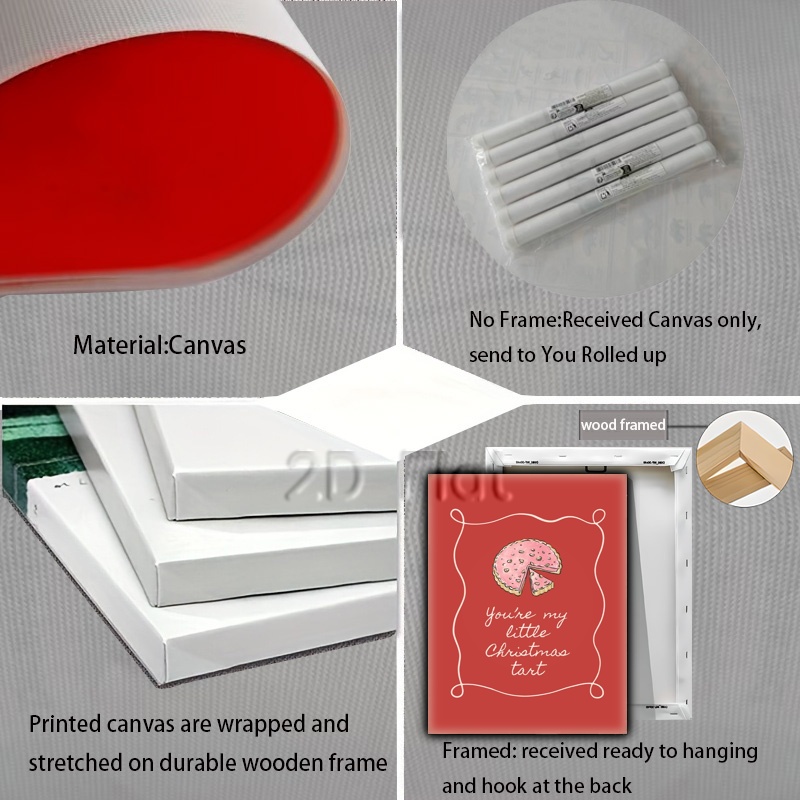 Material:Canvas
No Frame:Received Canvas only,
send to You Rolled up
2D Flat
Printed canvas are wrapped and
stretched on durable wooden frame
wood framed
You're my
little
Christmas
tart
Framed: received ready to hanging
and hook at the back